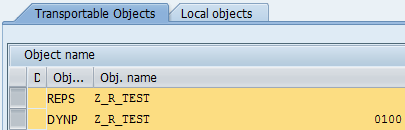 Transportable Objects Local objects
Object name
D Obj... Obj. name
REPS Z_R_TEST
DYNP Z_R_TEST 0100